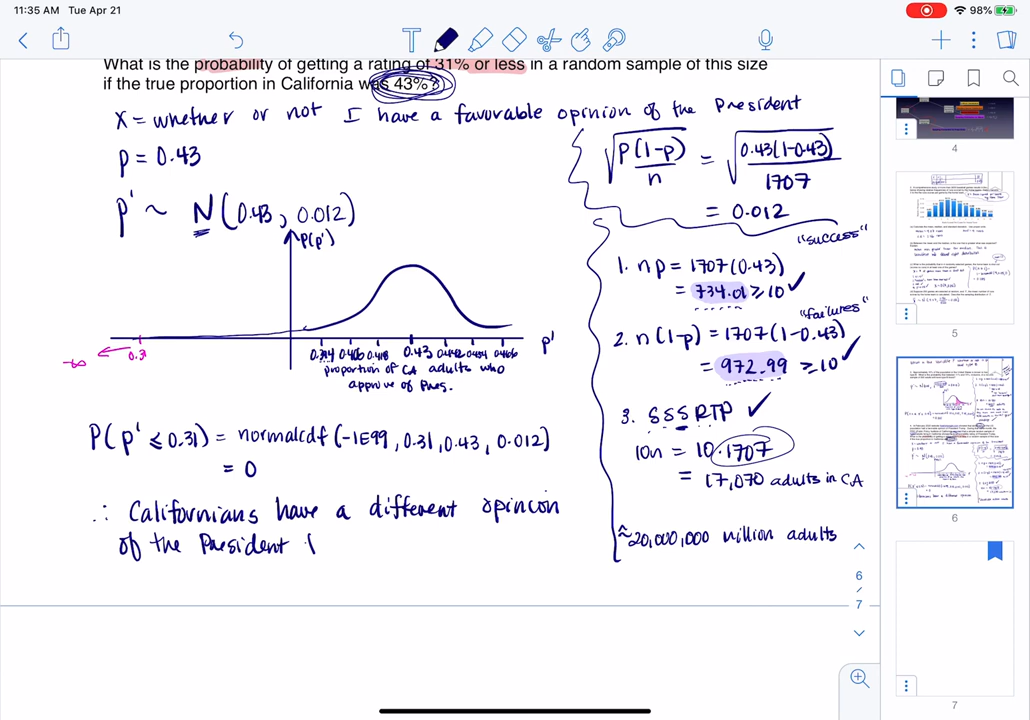 11:35 AM Tue Apr 21
98%
What is the probability of getting a rating of 31% or less in a random sample of this size
if the true proportion in California was 43%?
X = whether or not I have a favorable opinion of the President
p = 0.43
p' ~ N(0.43, 0.012)
P(p')
0.31
-∞
0.394 0.406 0.418 0.43 0.442 0.454 0.466
p'
proportion of CA adults who
approve of Pres.
P(p' ≤ 0.31) = normalcdf(-1E99, 0.31, 0.43, 0.012)
= 0
∴ Californians have a different opinion
of the President
√(p(1-p)/n) = √(0.43(1-0.43)/1707)
= 0.012
"success"
1. np = 1707(0.43)
= 734.01 ≥ 10 ✓
"failures"
2. n(1-p) = 1707(1-0.43)
= 972.99 ≥ 10 ✓
3. SSSRTP ✓
10n = 10·1707
= 17,070 adults in CA
≈20,000,000 million adults
6
/
7
4
5
6
7